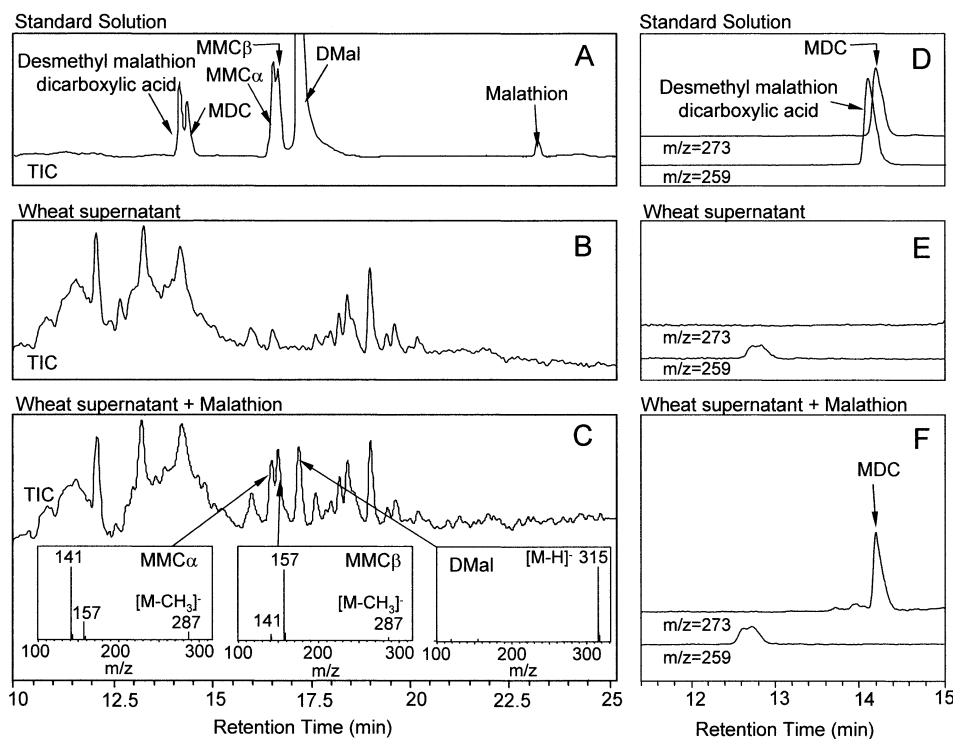 Standard Solution
A
Desmethyl malathion
dicarboxylic acid
MDC
MMCβ
MMCα
DMal
Malathion
TIC
Wheat supernatant
B
TIC
Wheat supernatant + Malathion
C
TIC
141
157
MMCα
[M-CH3]-
287
100 200 300
m/z
157
141
MMCβ
[M-CH3]-
287
100 200 300
m/z
DMal
[M-H]- 315
100 200 300
m/z
10 12.5 15 17.5 20 22.5 25
Retention Time (min)
Standard Solution
D
MDC
Desmethyl malathion
dicarboxylic acid
m/z=273
m/z=259
Wheat supernatant
E
m/z=273
m/z=259
Wheat supernatant + Malathion
F
MDC
m/z=273
m/z=259
12 13 14 15
Retention Time (min)